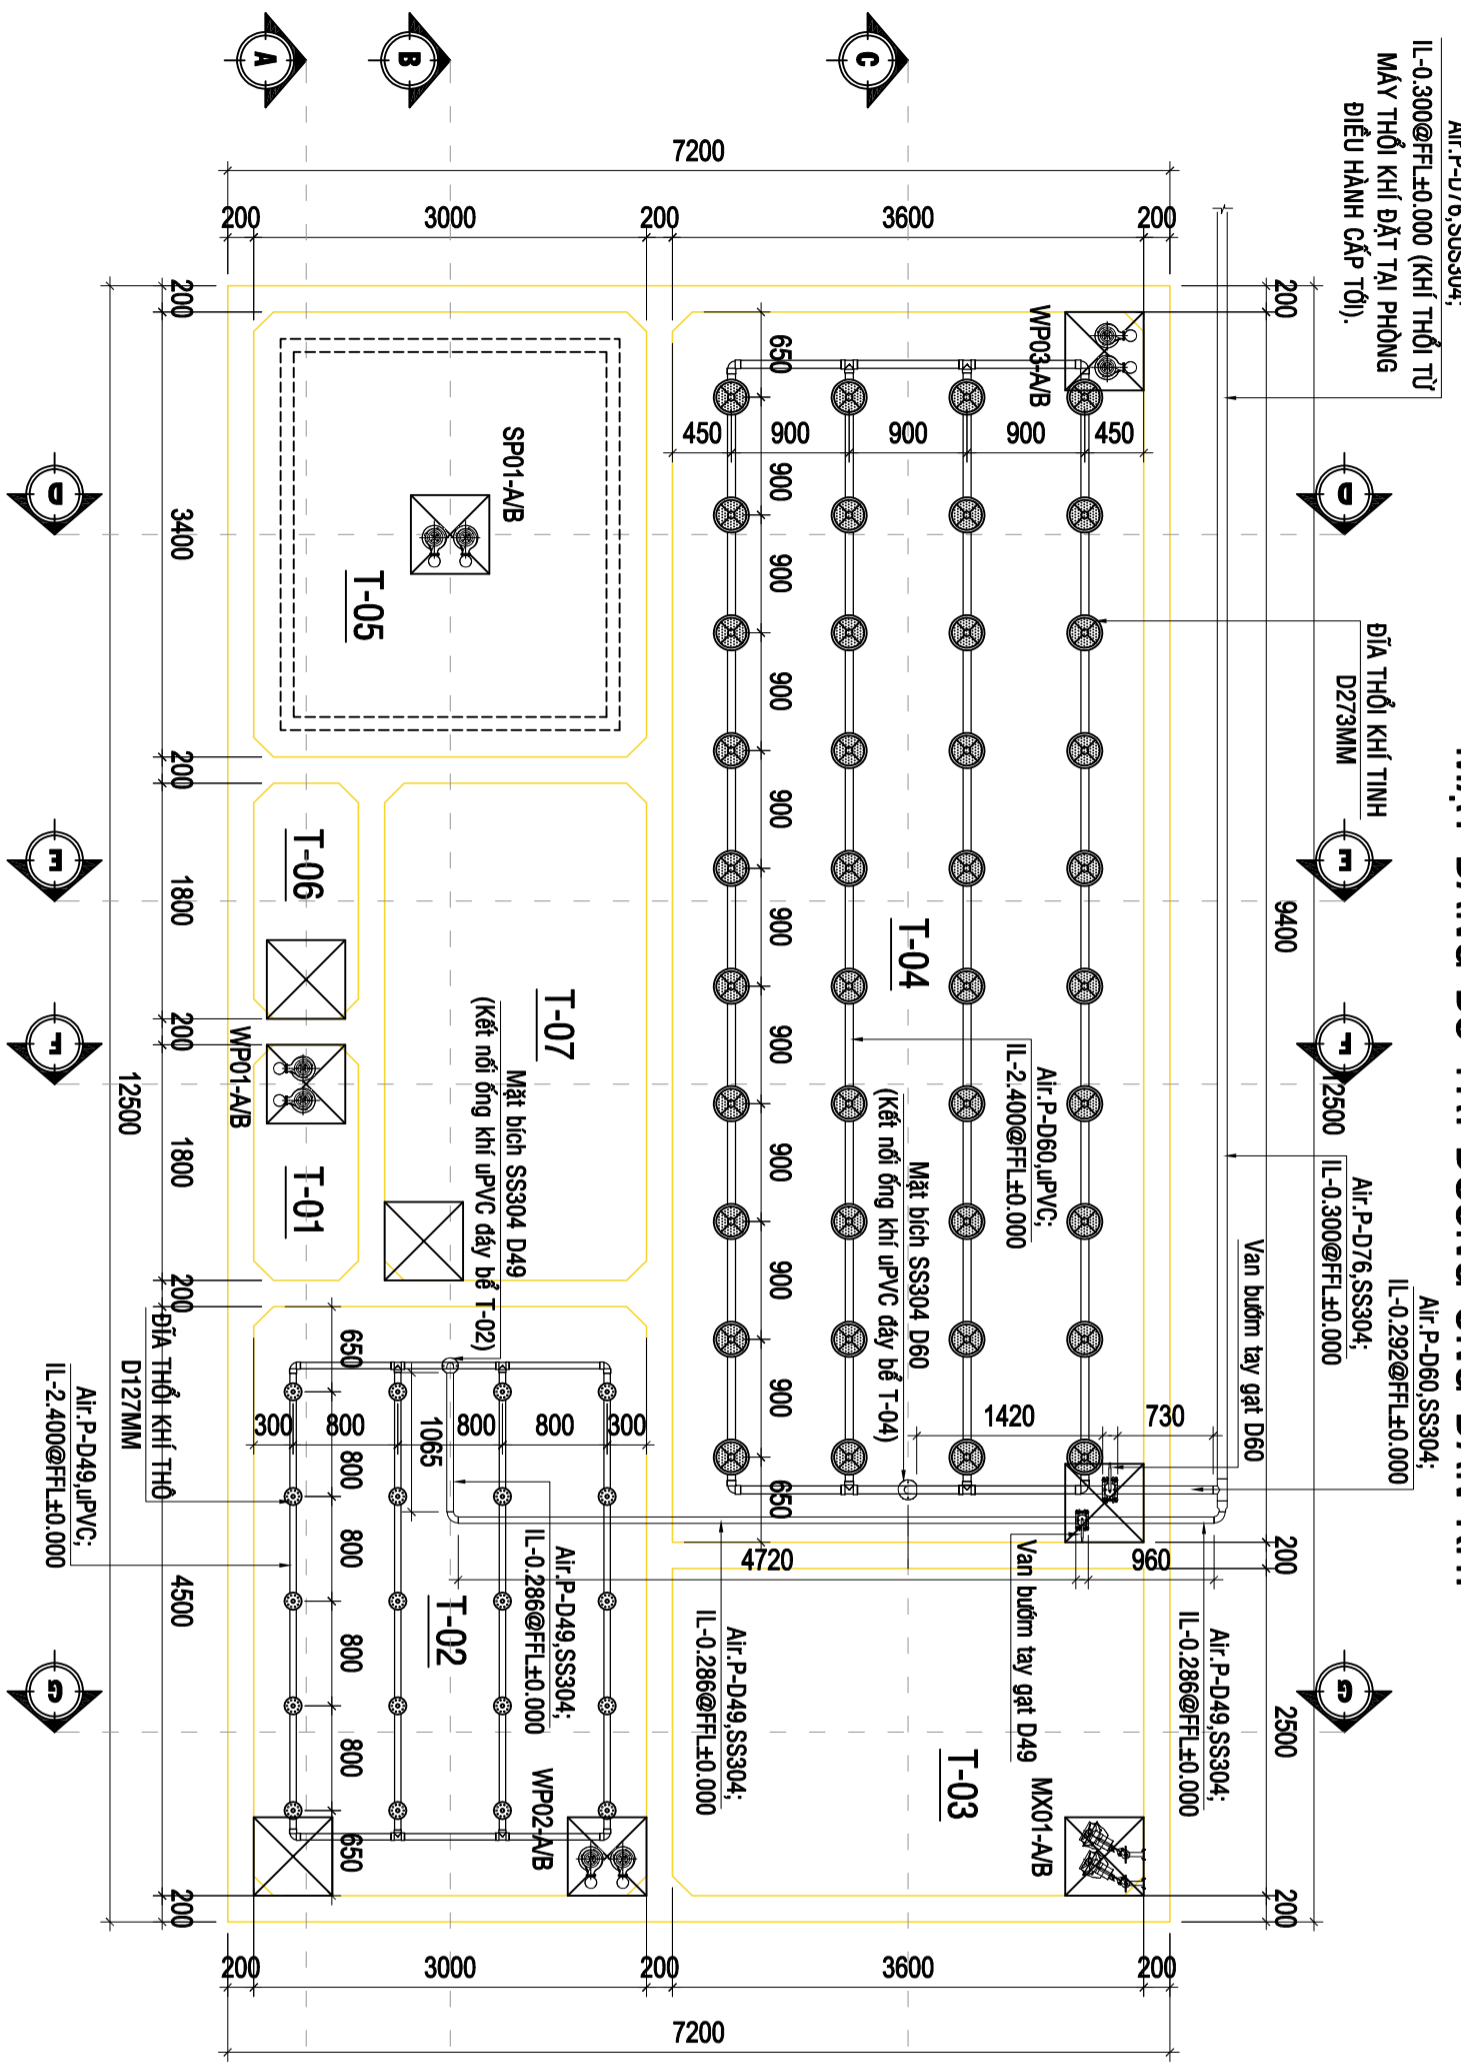 Air.P-D76,SUS304;
IL-0.300@FFL±0.000 (KHÍ THỔI TỪ
MÁY THỔI KHÍ ĐẶT TẠI PHÒNG
ĐIỀU HÀNH CẤP TỚI).
A
B
C
7200
200
3000
200
3600
200
200
9400
200
2500
200
12500
D
E
F
G
ĐĨA THỔI KHÍ TINH
D273MM
Air.P-D60,SS304;
IL-0.292@FFL±0.000
Air.P-D76,SS304;
IL-0.300@FFL±0.000
Van bướm tay gạt D60
WP03-A/B
650
900
900
900
900
900
900
900
900
900
650
450
900
900
900
450
T-04
Air.P-D60,uPVC;
IL-2.400@FFL±0.000
Mặt bích SS304 D60
(Kết nối ống khí uPVC đáy bể T-04)
1420
730
4720
960
Van bướm tay gạt D49
Air.P-D49,SS304;
IL-0.286@FFL±0.000
Air.P-D49,SS304;
IL-0.286@FFL±0.000
T-03
MX01-A/B
SP01-A/B
T-05
T-06
T-07
Mặt bích SS304 D49
(Kết nối ống khí uPVC đáy bể T-02)
WP01-A/B
T-01
650
800
800
800
800
650
300
800
800
800
300
1065
Air.P-D49,SS304;
IL-0.286@FFL±0.000
T-02
WP02-A/B
ĐĨA THỔI KHÍ THÔ
D127MM
Air.P-D49,uPVC;
IL-2.400@FFL±0.000
200
3400
200
1800
200
1800
200
4500
200
12500
D
E
F
G
200
3000
200
3600
200
7200